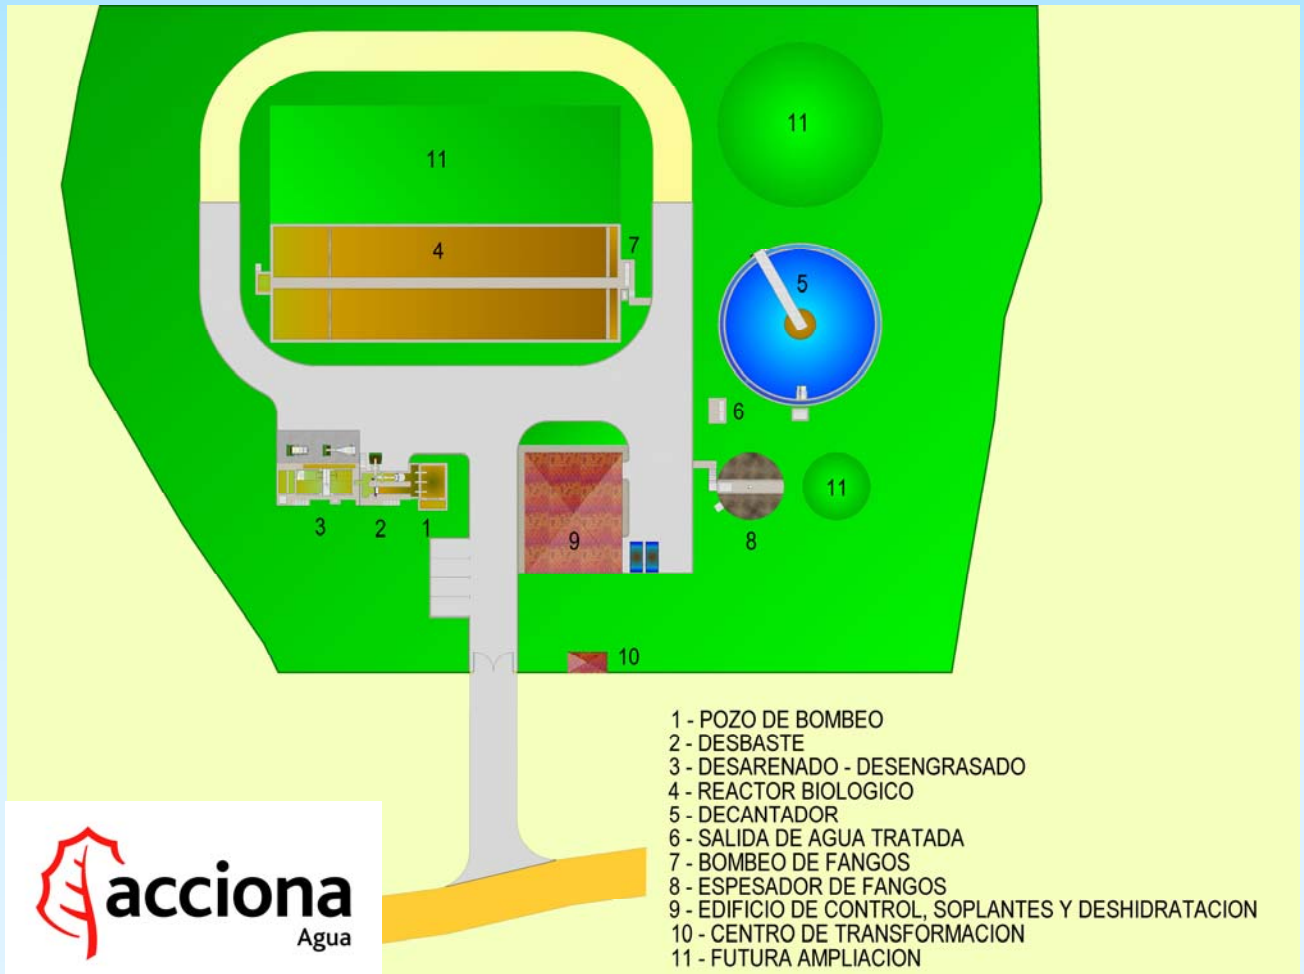 11
11
4
7
5
6
11
3
2
1
9
8
10
1 - POZO DE BOMBEO
2 - DESBASTE
3 - DESARENADO - DESENGRASADO
4 - REACTOR BIOLOGICO
5 - DECANTADOR
6 - SALIDA DE AGUA TRATADA
7 - BOMBEO DE FANGOS
8 - ESPESADOR DE FANGOS
9 - EDIFICIO DE CONTROL, SOPLANTES Y DESHIDRATACION
10 - CENTRO DE TRANSFORMACION
11 - FUTURA AMPLIACION
acciona
Agua